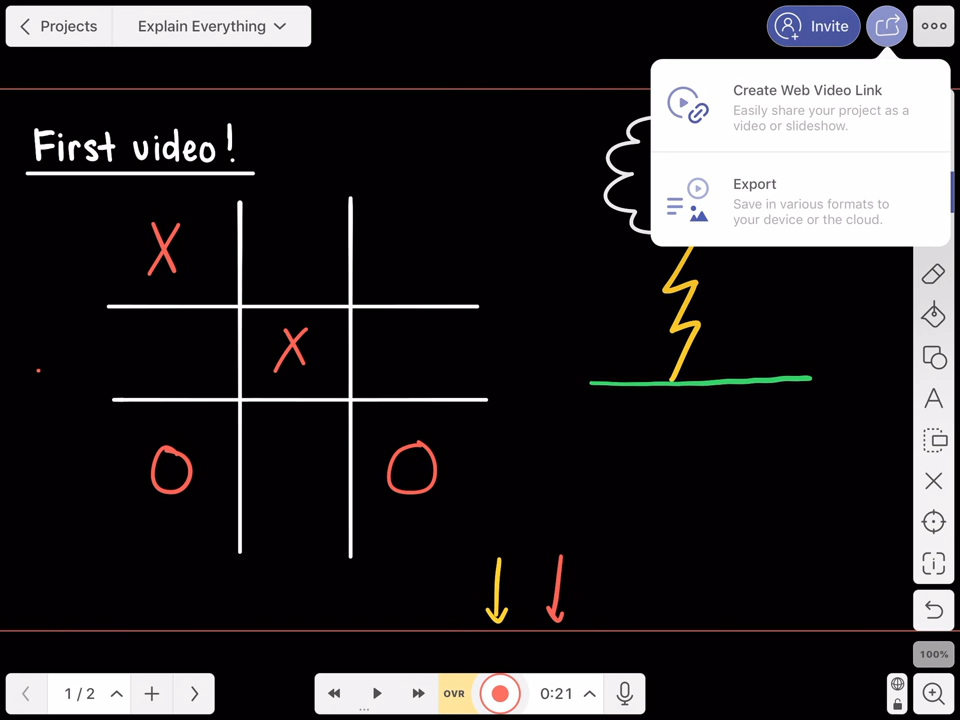 Projects
Explain Everything
Invite
Create Web Video Link
Easily share your project as a
video or slideshow.
Export
Save in various formats to
your device or the cloud.
First video!
X
X
O
O
A
100%
1 / 2
OVR
0:21